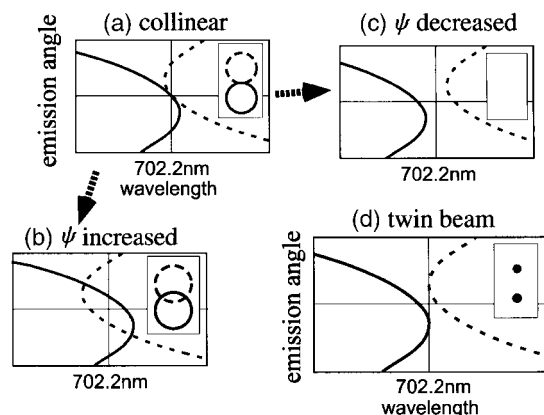 (a) collinear
emission angle
702.2nm
wavelength
(c) ψ decreased
702.2nm
(b) ψ increased
702.2nm
(d) twin beam
emission angle
702.2nm
wavelength